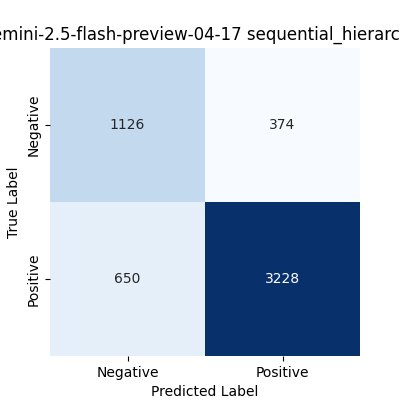 emini-2.5-flash-preview-04-17 sequential_hierarc
Negative
1126
374
True Label
Positive
650
3228
Negative
Positive
Predicted Label